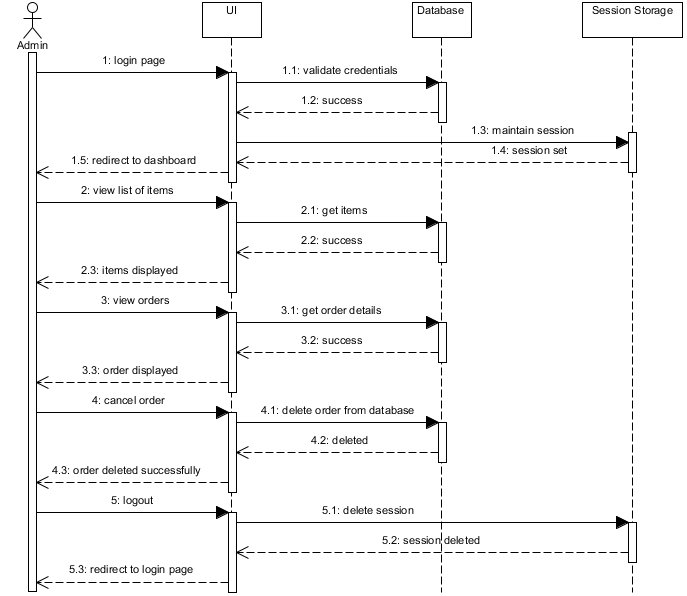 UI
Database
Session Storage
Admin
1: login page
1.1: validate credentials
1.2: success
1.3: maintain session
1.4: session set
1.5: redirect to dashboard
2: view list of items
2.1: get items
2.2: success
2.3: items displayed
3: view orders
3.1: get order details
3.2: success
3.3: order displayed
4: cancel order
4.1: delete order from database
4.2: deleted
4.3: order deleted successfully
5: logout
5.1: delete session
5.2: session deleted
5.3: redirect to login page